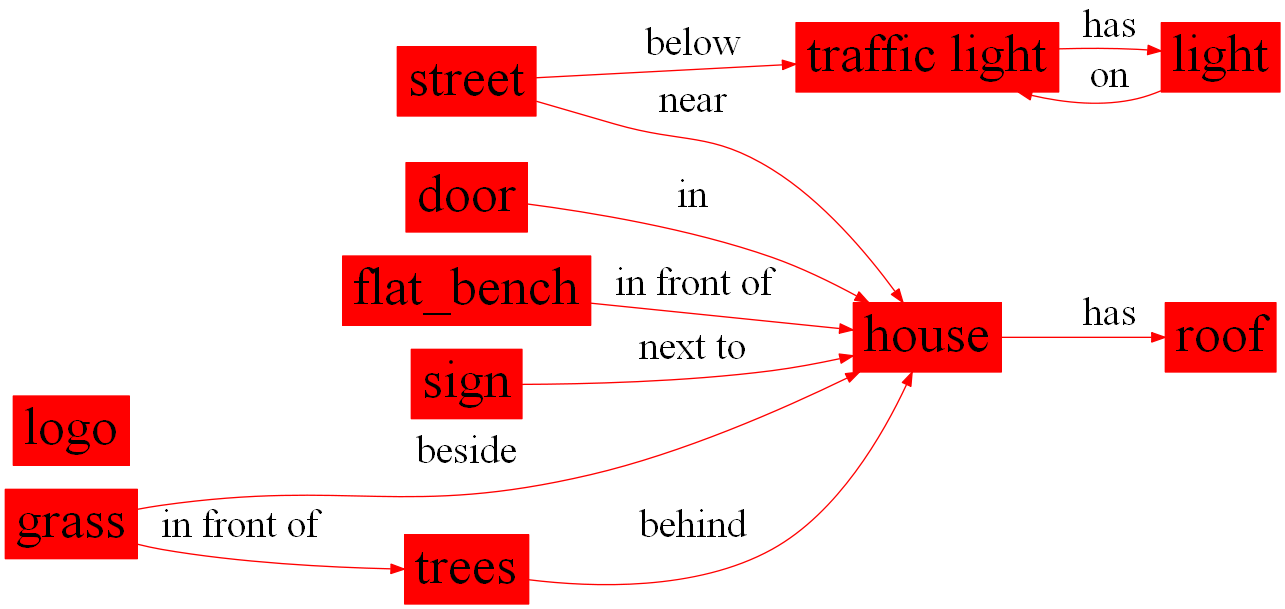 has
below
traffic light
light
street
on
near
door
in
flat_bench
in front of
house
has
roof
next to
sign
logo
beside
grass
in front of
behind
trees